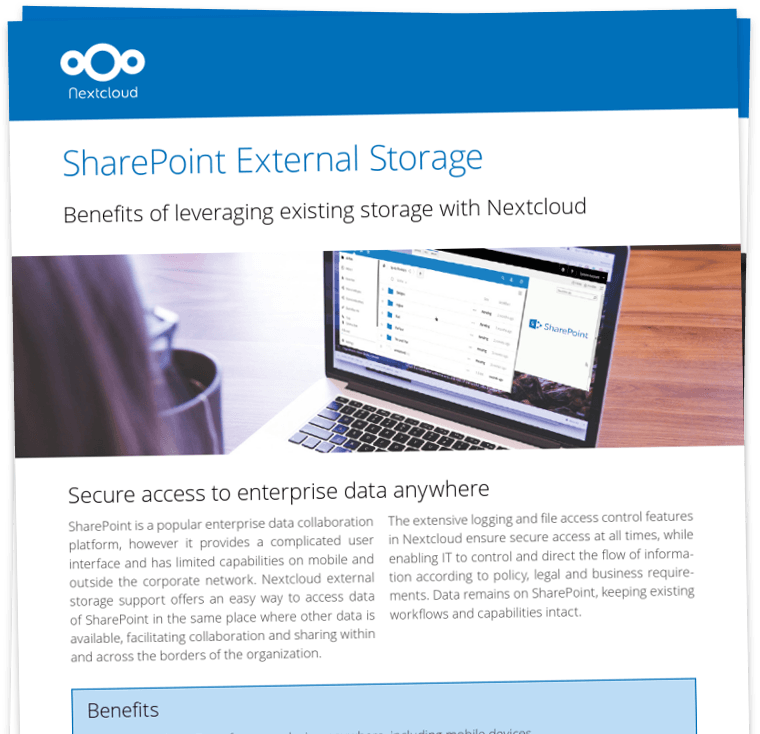 Nextcloud
SharePoint External Storage
Benefits of leveraging existing storage with Nextcloud
SharePoint
Secure access to enterprise data anywhere
SharePoint is a popular enterprise data collaboration
platform, however it provides a complicated user
interface and has limited capabilities on mobile and
outside the corporate network. Nextcloud external
storage support offers an easy way to access data
of SharePoint in the same place where other data is
available, facilitating collaboration and sharing within
and across the borders of the organization.
The extensive logging and file access control features
in Nextcloud ensure secure access at all times, while
enabling IT to control and direct the flow of informa-
tion according to policy, legal and business require-
ments. Data remains on SharePoint, keeping existing
workflows and capabilities intact.
Benefits
including mobile devices